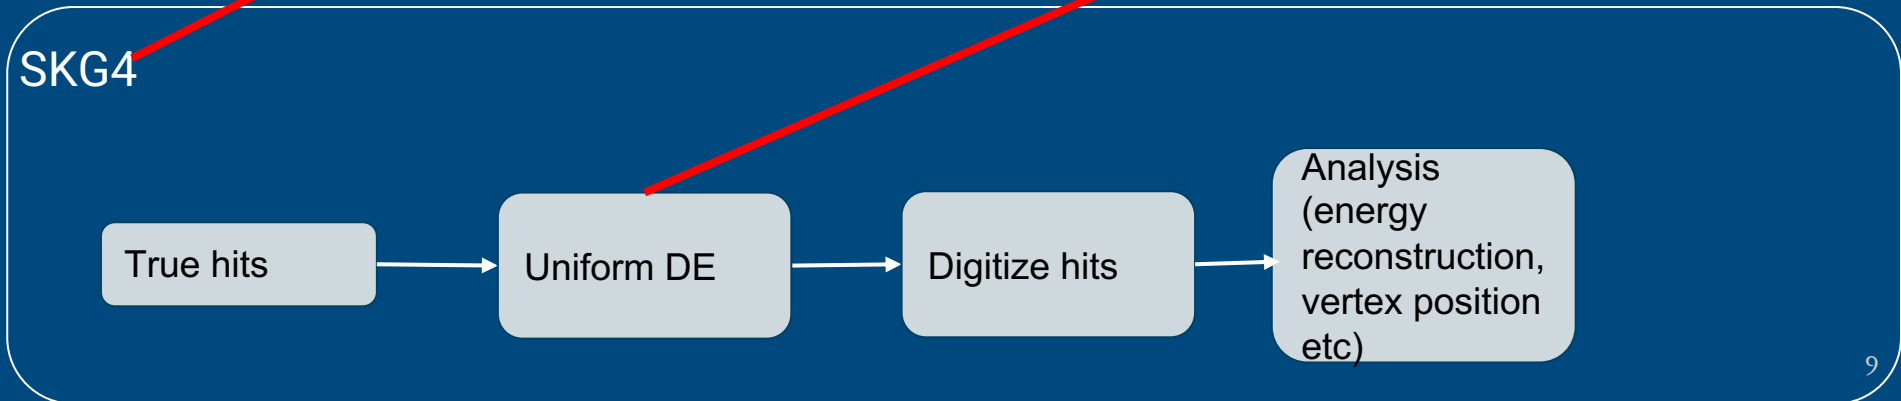 SKG4
True hits
Uniform DE
Digitize hits
Analysis
(energy
reconstruction,
vertex position
etc)
9